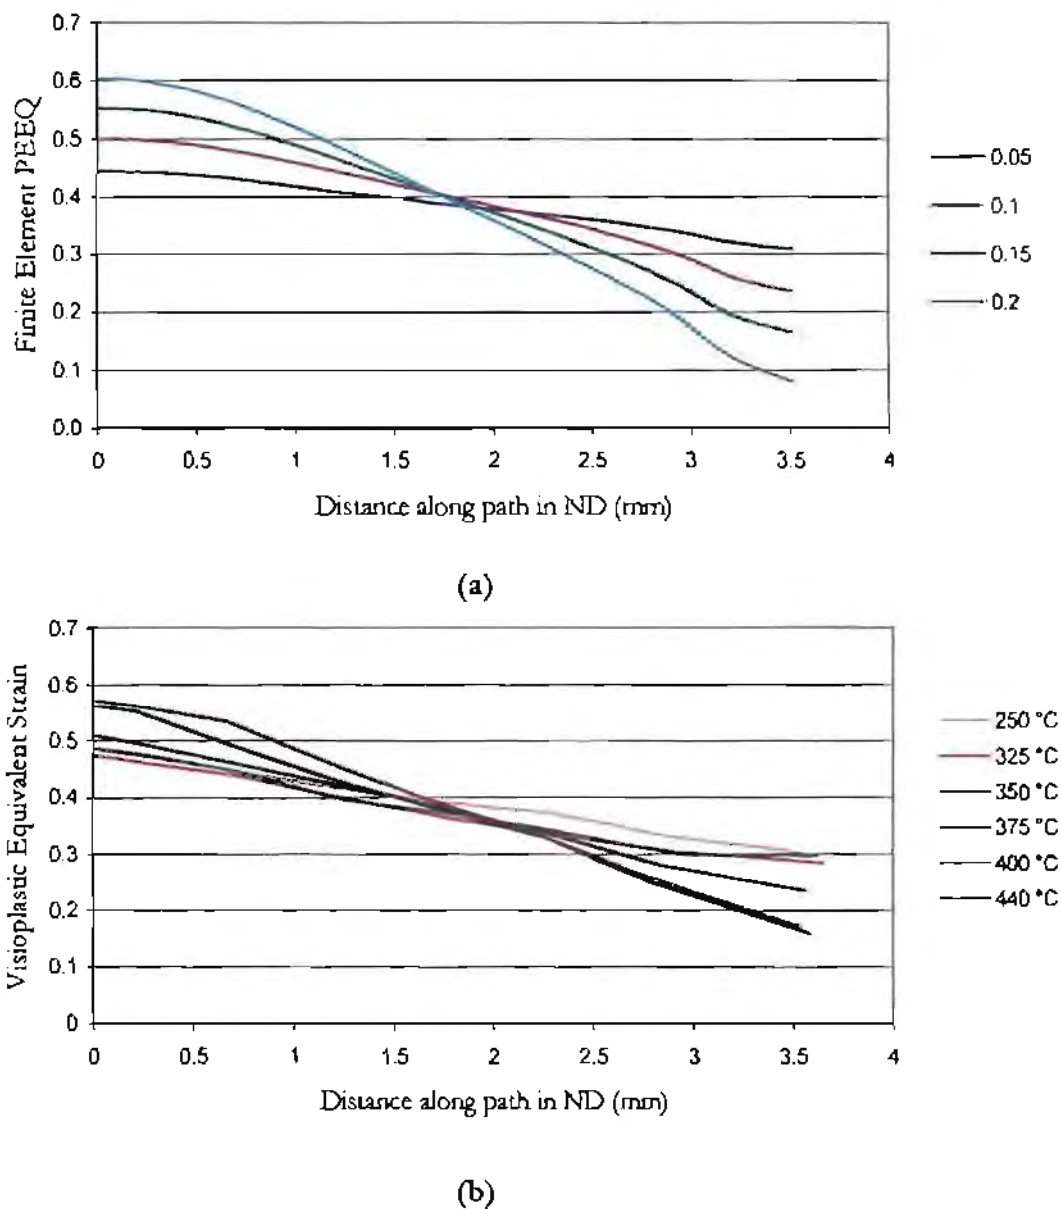 0.7
0.6
0.5
0.4
0.3
0.2
0.1
0.0
Finite Element PEEQ
0 0.5 1 1.5 2 2.5 3 3.5 4
Distance along path in ND (mm)
0.05
0.1
0.15
0.2
(a)
0.7
0.6
0.5
0.4
0.3
0.2
0.1
0
Visioplastic Equivalent Strain
0 0.5 1 1.5 2 2.5 3 3.5 4
Distance along path in ND (mm)
250 °C
325 °C
350 °C
375 °C
400 °C
440 °C
(b)